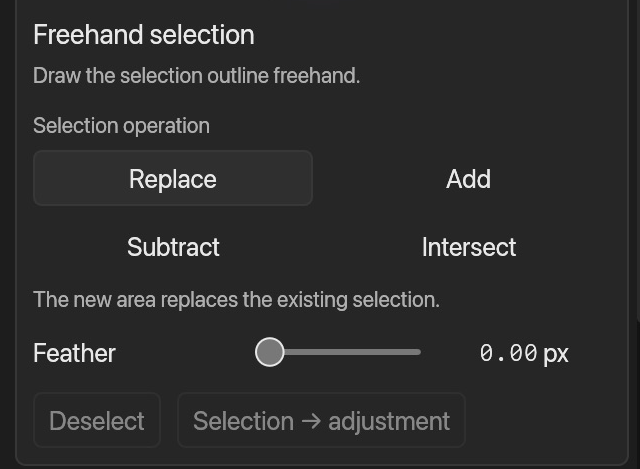 Freehand selection
Draw the selection outline freehand.
Selection operation
Replace Add
Subtract Intersect
The new area replaces the existing selection.
Feather 0.00 px
Deselect Selection → adjustment